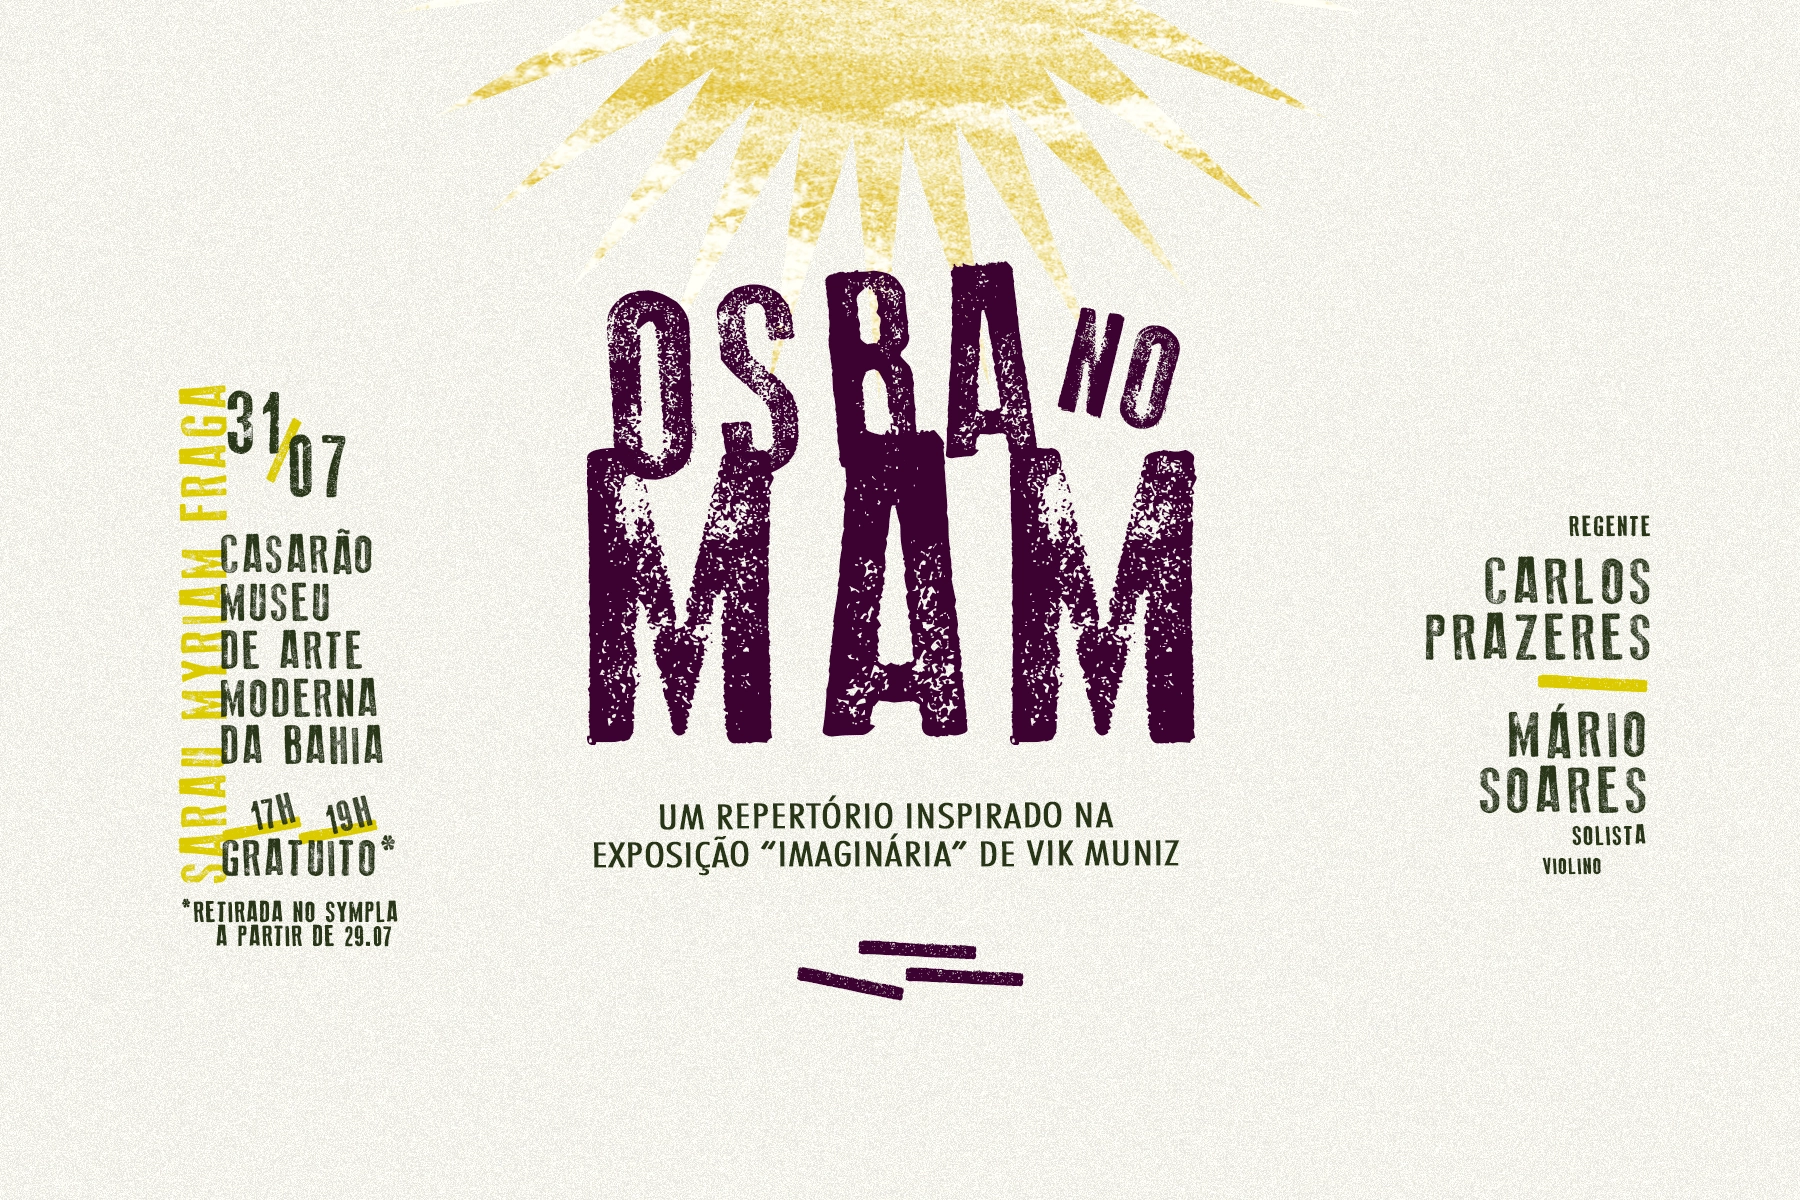 OSBA NO
MAM
UM REPERTÓRIO INSPIRADO NA
EXPOSIÇÃO “IMAGINÁRIA” DE VIK MUNIZ
SARAU MYRIAM FRAGA
31/07
CASARÃO
MUSEU
DE ARTE
MODERNA
DA BAHIA
17H 19H
GRATUITO*
*RETIRADA NO SYMPLA
A PARTIR DE 29.07
REGENTE
CARLOS
PRAZERES
MÁRIO
SOARES
SOLISTA
VIOLINO